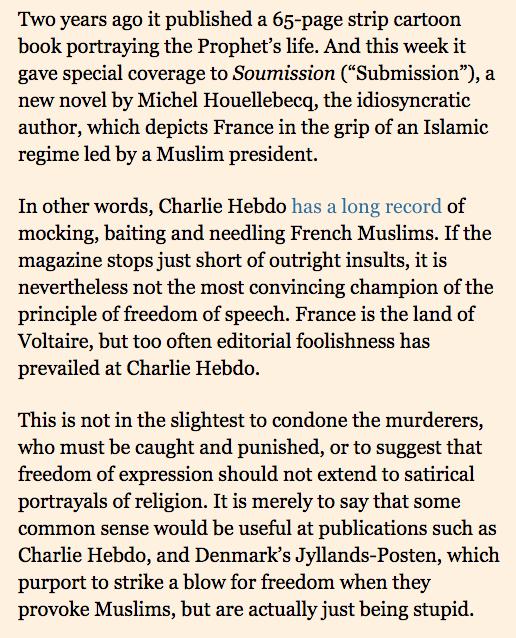 Two years ago it published a 65-page strip cartoon
book portraying the Prophet's life. And this week it
gave special coverage to Soumission (“Submission”), a
new novel by Michel Houellebecq, the idiosyncratic
author, which depicts France in the grip of an Islamic
regime led by a Muslim president.
In other words, Charlie Hebdo has a long record of
mocking, baiting and needling French Muslims. If the
magazine stops just short of outright insults, it is
nevertheless not the most convincing champion of the
principle of freedom of speech. France is the land of
Voltaire, but too often editorial foolishness has
prevailed at Charlie Hebdo.
This is not in the slightest to condone the murderers,
who must be caught and punished, or to suggest that
freedom of expression should not extend to satirical
portrayals of religion. It is merely to say that some
common sense would be useful at publications such as
Charlie Hebdo, and Denmark's Jyllands-Posten, which
purport to strike a blow for freedom when they
provoke Muslims, but are actually just being stupid.